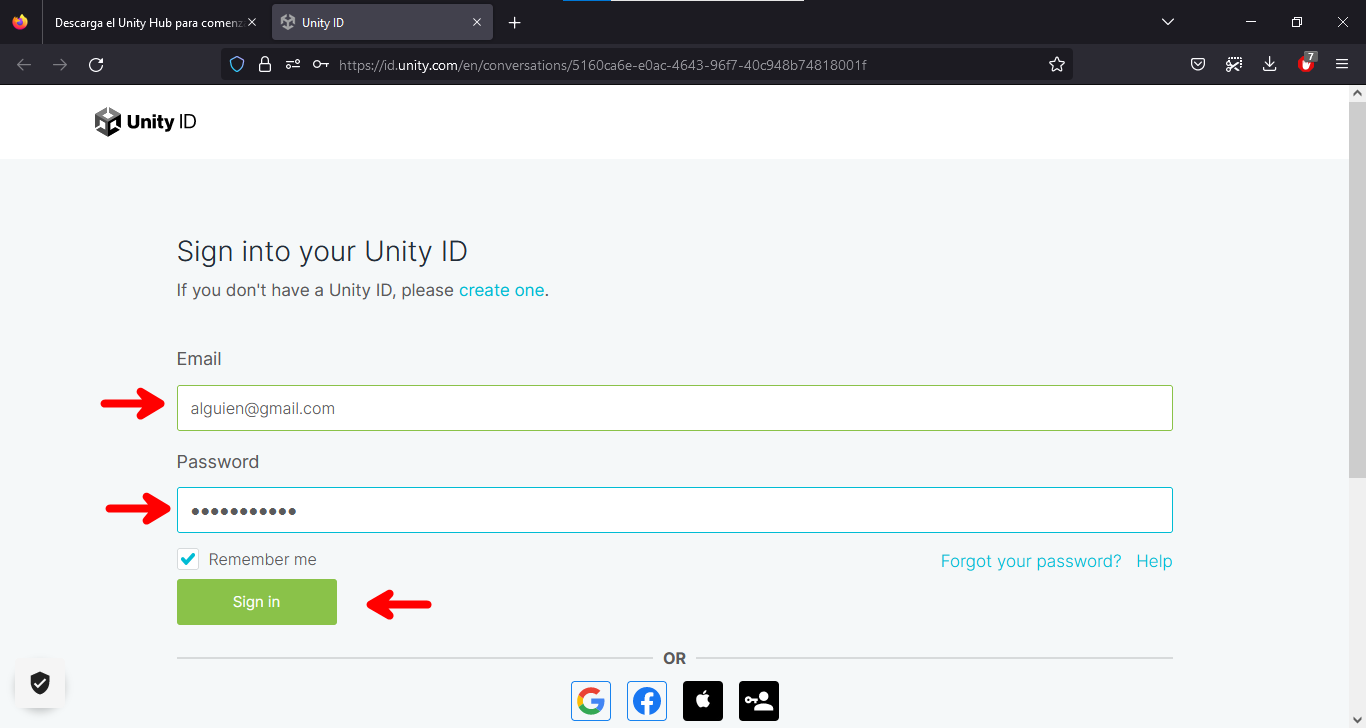 Descarga el Unity Hub para comenz
Unity ID
https://id.unity.com/en/conversations/5160ca6e-e0ac-4643-96f7-40c948b74818001f
7
Unity ID
Sign into your Unity ID
If you don't have a Unity ID, please create one.
Email
alguien@gmail.com
Password
Remember me
Forgot your password? Help
Sign in
OR